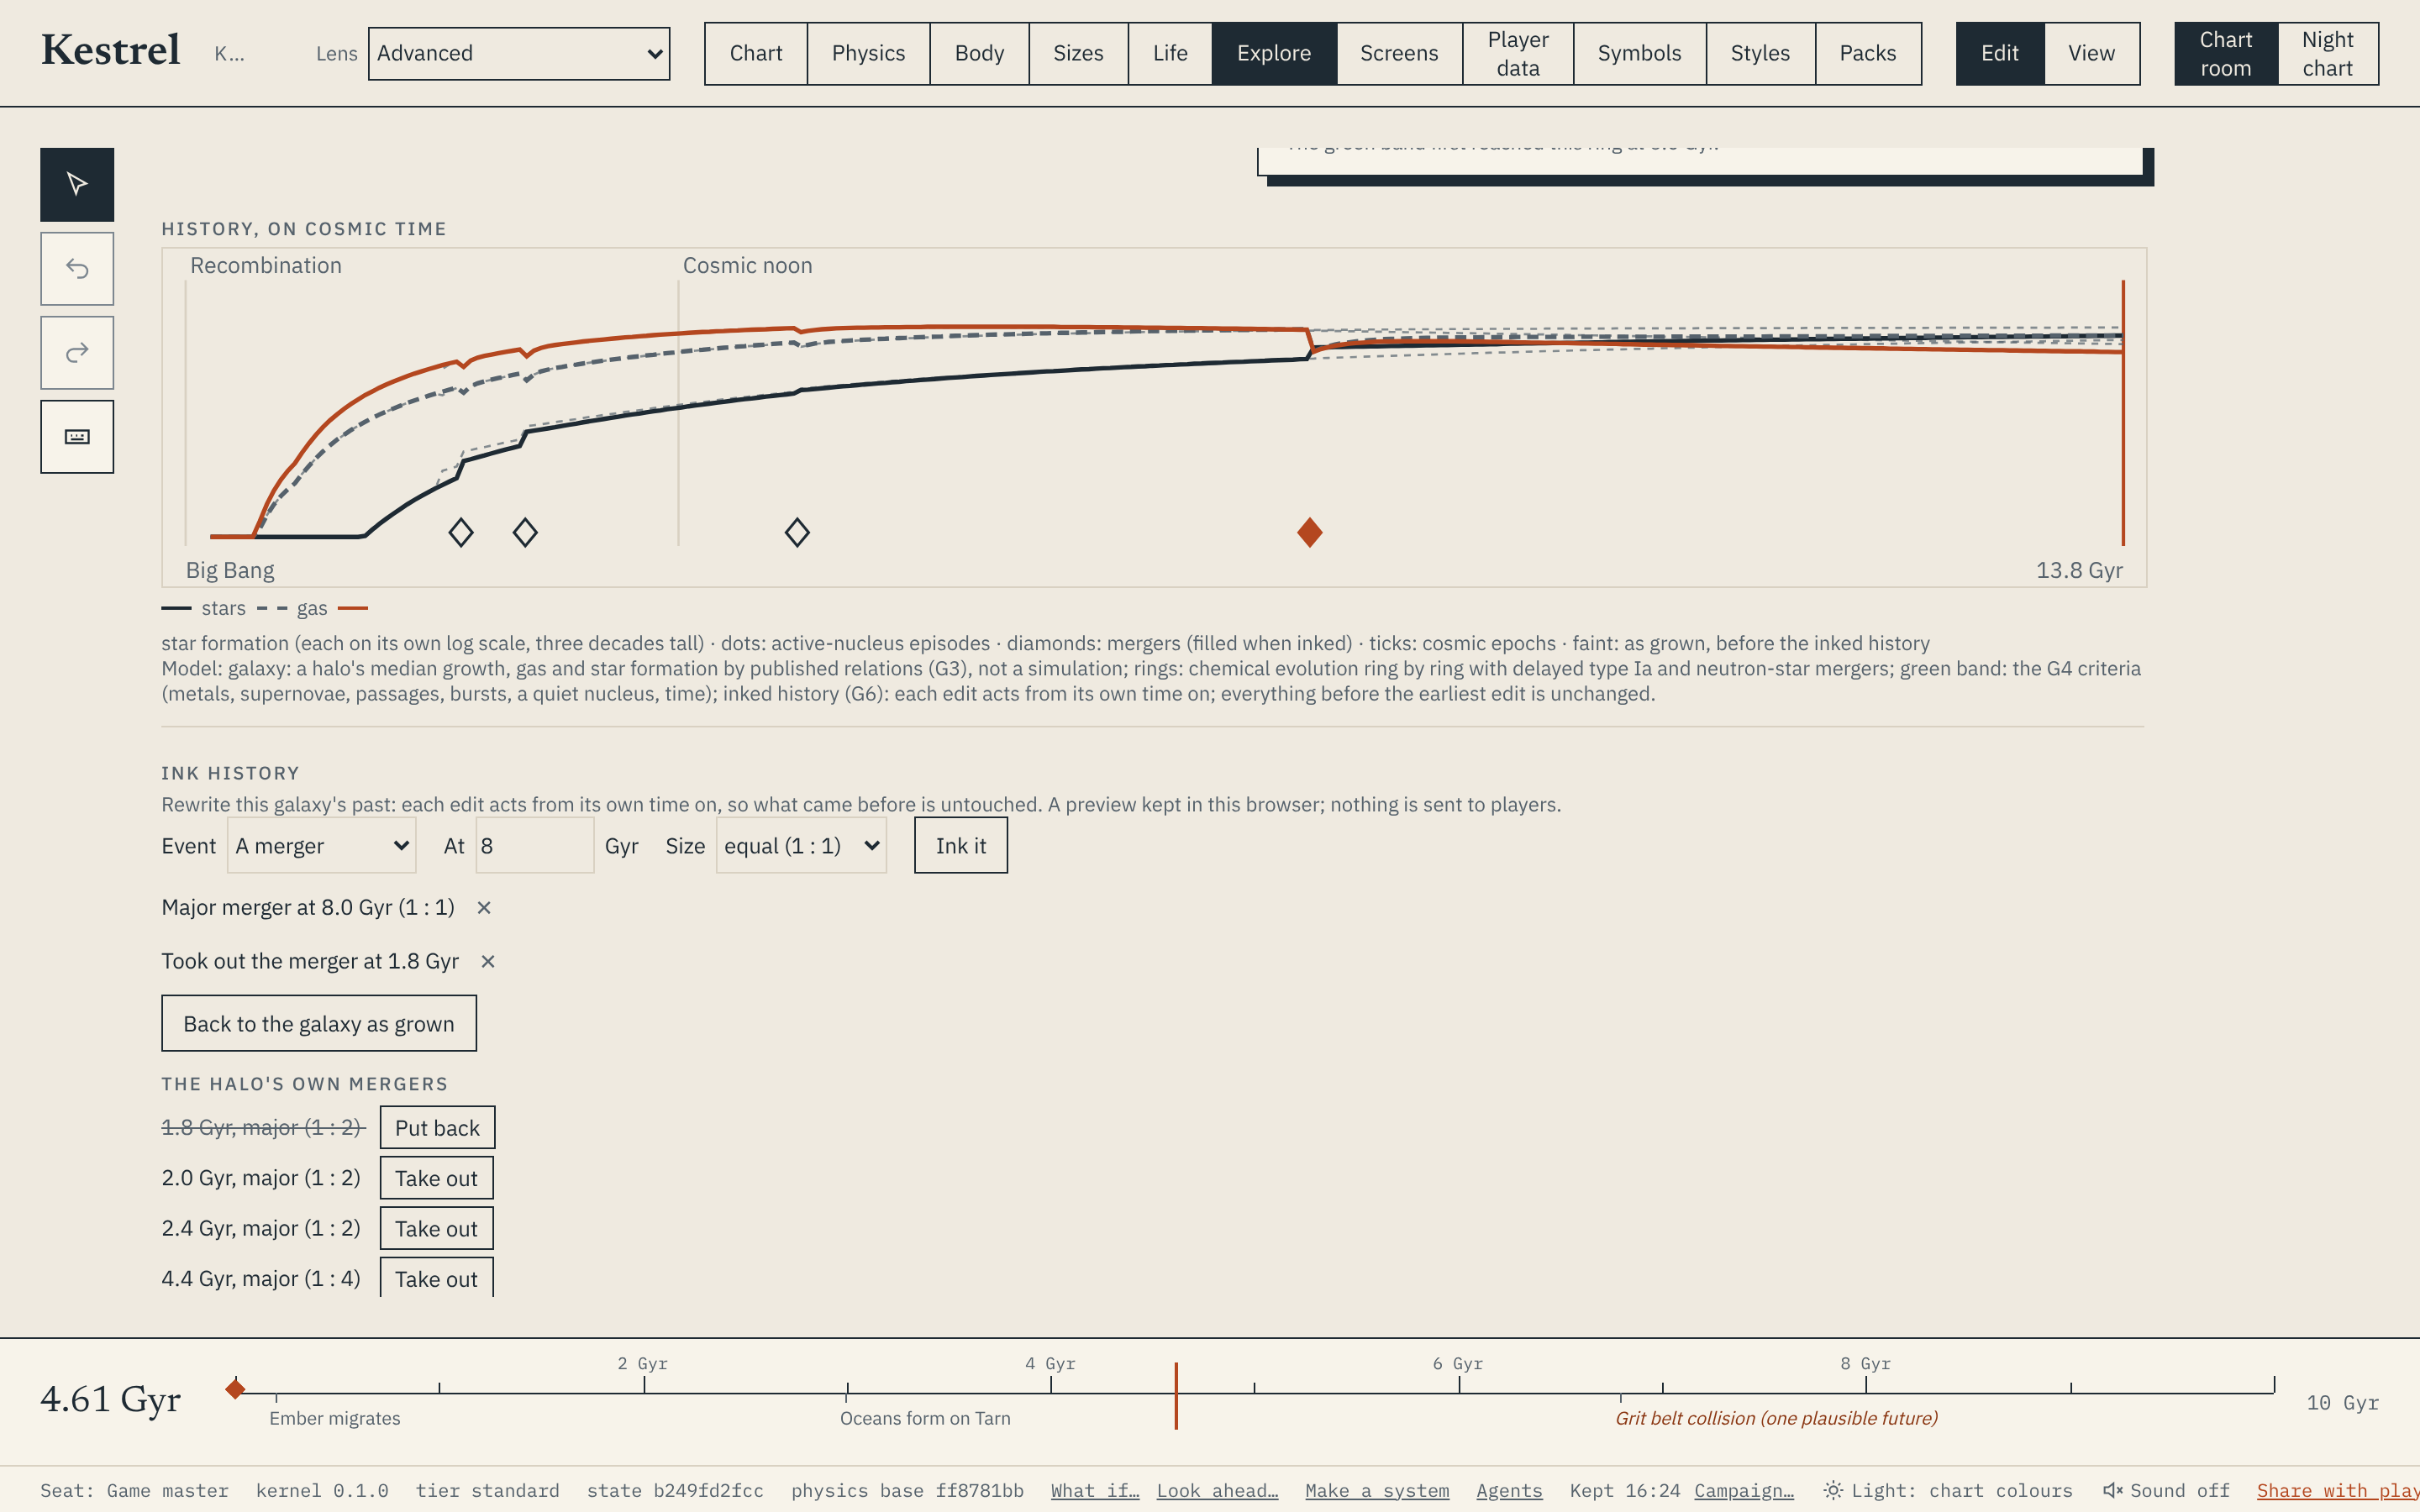 Kestrel K… Lens Advanced Chart Physics Body Sizes Life Explore Screens Player data Symbols Styles Packs Edit View Chart room Night chart
HISTORY, ON COSMIC TIME
Recombination Cosmic noon
Big Bang 13.8 Gyr
stars gas
star formation (each on its own log scale, three decades tall) · dots: active-nucleus episodes · diamonds: mergers (filled when inked) · ticks: cosmic epochs · faint: as grown, before the inked history
Model: galaxy: a halo's median growth, gas and star formation by published relations (G3), not a simulation; rings: chemical evolution ring by ring with delayed type Ia and neutron-star mergers; green band: the G4 criteria
(metals, supernovae, passages, bursts, a quiet nucleus, time); inked history (G6): each edit acts from its own time on; everything before the earliest edit is unchanged.
INK HISTORY
Rewrite this galaxy's past: each edit acts from its own time on, so what came before is untouched. A preview kept in this browser; nothing is sent to players.
Event A merger At 8 Gyr Size equal (1 : 1) Ink it
Major merger at 8.0 Gyr (1 : 1) ×
Took out the merger at 1.8 Gyr ×
Back to the galaxy as grown
THE HALO'S OWN MERGERS
1.8 Gyr, major (1 : 2) Put back
2.0 Gyr, major (1 : 2) Take out
2.4 Gyr, major (1 : 2) Take out
4.4 Gyr, major (1 : 4) Take out
2 Gyr 4 Gyr 6 Gyr 8 Gyr
4.61 Gyr 10 Gyr
Ember migrates Oceans form on Tarn Grit belt collision (one plausible future)
Seat: Game master kernel 0.1.0 tier standard state b249fd2fcc physics base ff8781bb What if… Look ahead… Make a system Agents Kept 16:24 Campaign… Light: chart colours Sound off Share with play